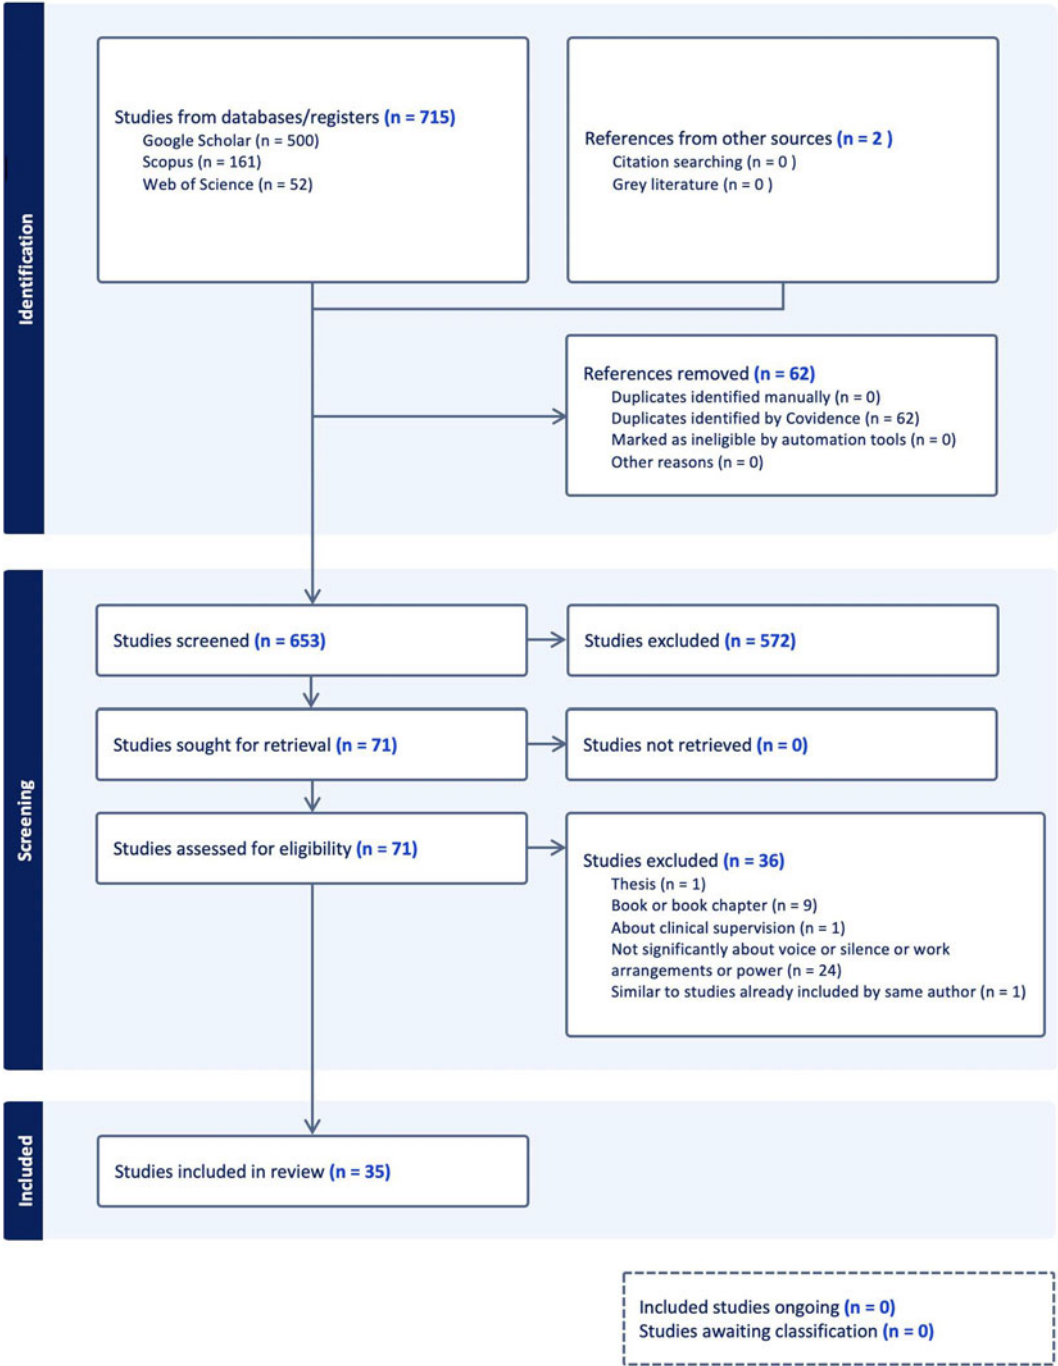 Identification
Studies from databases/registers (n = 715)
Google Scholar (n = 500)
Scopus (n = 161)
Web of Science (n = 52)
References from other sources (n = 2 )
Citation searching (n = 0 )
Grey literature (n = 0 )
References removed (n = 62)
Duplicates identified manually (n = 0)
Duplicates identified by Covidence (n = 62)
Marked as ineligible by automation tools (n = 0)
Other reasons (n = 0)
Screening
Studies screened (n = 653)
Studies excluded (n = 572)
Studies sought for retrieval (n = 71)
Studies not retrieved (n = 0)
Studies assessed for eligibility (n = 71)
Studies excluded (n = 36)
Thesis (n = 1)
Book or book chapter (n = 9)
About clinical supervision (n = 1)
Not significantly about voice or silence or work
arrangements or power (n = 24)
Similar to studies already included by same author (n = 1)
Included
Studies included in review (n = 35)
Included studies ongoing (n = 0)
Studies awaiting classification (n = 0)